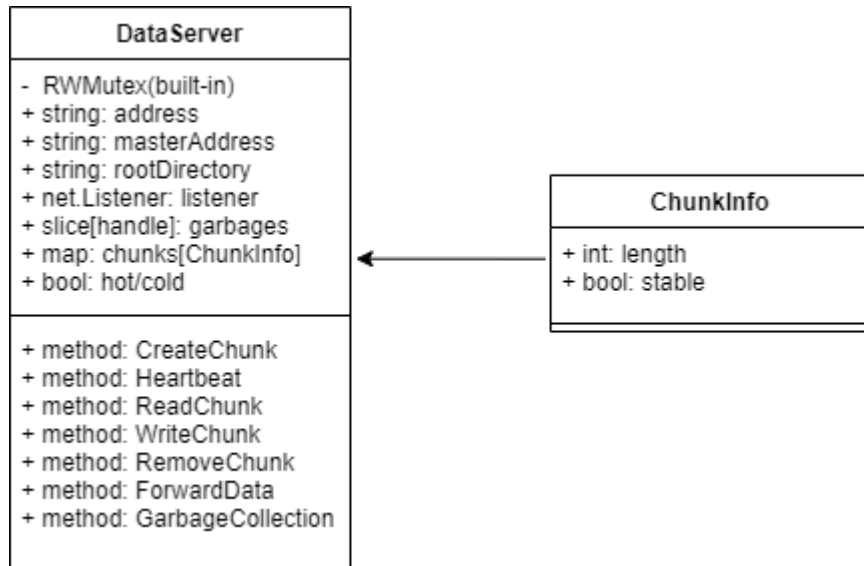 DataServer
- RWMutex(built-in)
+ string: address
+ string: masterAddress
+ string: rootDirectory
+ net.Listener: listener
+ slice[handle]: garbages
+ map: chunks[ChunkInfo]
+ bool: hot/cold
+ method: CreateChunk
+ method: Heartbeat
+ method: ReadChunk
+ method: WriteChunk
+ method: RemoveChunk
+ method: ForwardData
+ method: GarbageCollection
ChunkInfo
+ int: length
+ bool: stable